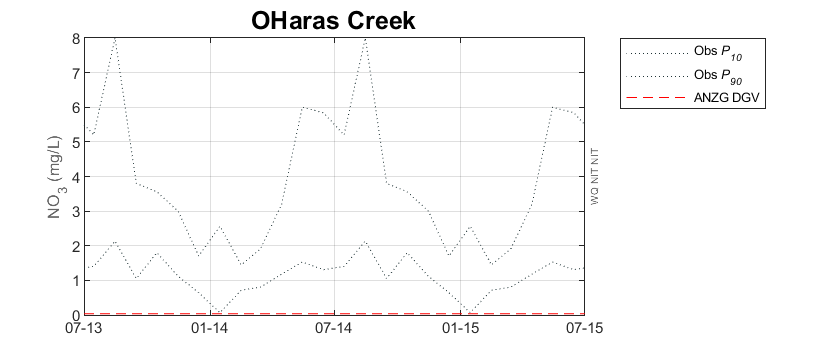 OHaras Creek
8
7
6
5
4
3
2
1
0
NO3 (mg/L)
07-13 01-14 07-14 01-15 07-15
WQ NIT NIT
Obs P10
Obs P90
ANZG DGV